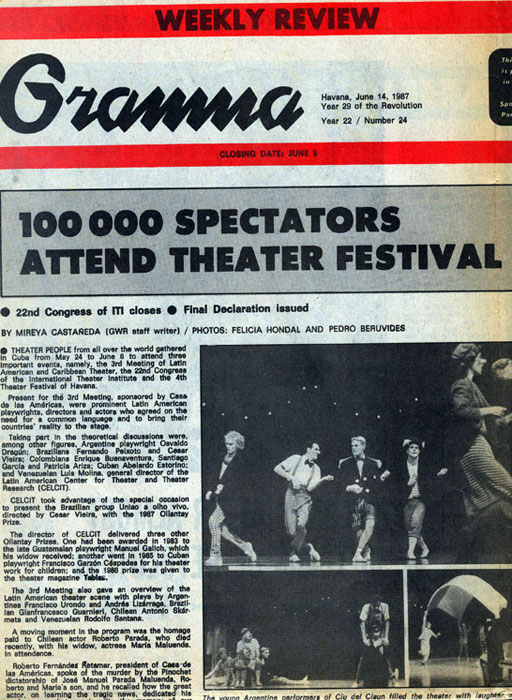 WEEKLY REVIEW
Granma
Havana, June 14, 1987
Year 29 of the Revolution
Year 22 / Number 24
Thi
is p
in
Spa
Por
CLOSING DATE: JUNE 8
100 000 SPECTATORS
ATTEND THEATER FESTIVAL
● 22nd Congress of ITI closes ● Final Declaration issued
BY MIREYA CASTAÑEDA (GWR staff writer) / PHOTOS: FELICIA HONDAL AND PEDRO BERUVIDES
● THEATER PEOPLE from all over the world gathered
in Cuba from May 24 to June 6 to attend three
important events, namely, the 3rd Meeting of Latin
American and Caribbean Theater, the 22nd Congress
of the International Theater Institute and the 4th
Theater Festival of Havana.
Present for the 3rd Meeting, sponsored by Casa
de las Américas, were prominent Latin American
playwrights, directors and actors who agreed on the
need for a common language and to bring their
countries' reality to the stage.
Taking part in the theoretical discussions were,
among other figures, Argentine playwright Osvaldo
Dragún; Brazilians Fernando Peixoto and Cesar
Vieira; Colombians Enrique Buenaventura, Santiago
García and Patricia Ariza; Cuban Abelardo Estorino;
and Venezuelan Luis Molina, general director of the
Latin American Center for Theater and Theater
Research (CELCIT).
CELCIT took advantage of the special occasion
to present the Brazilian group Uniao e olho vivo,
directed by Cesar Vieira, with the 1987 Ollantay
Prize.
The director of CELCIT delivered three other
Ollantay Prizes. One had been awarded in 1983 to
the late Guatemalan playwright Manuel Galich, which
his widow received; another went in 1985 to Cuban
playwright Francisco Garzón Céspedes for his theater
work for children; and the 1986 prize was given to
the theater magazine Tablas.
The 3rd Meeting also gave an overview of the
Latin American theater scene with plays by Argen-
tines Francisco Urondo and Andrés Lizárraga, Brazil-
ian Gianfrancesco Guarnieri, Chilean Antonio Skár-
meta and Venezuelan Rodolfo Santana.
A moving moment in the program was the homage
paid to Chilean actor Roberto Parada, who died
recently, with his widow, actress María Maluenda,
in attendance.
Roberto Fernández Retamar, president of Casa de
las Américas, spoke of the murder by the Pinochet
dictatorship of José Manuel Parada Maluenda, Ro-
berto and María's son, and he recalled how the great
actor, on learning the tragic news, dedicated his
The young Argentine performers of Clu del Claun filled the theater with laughter